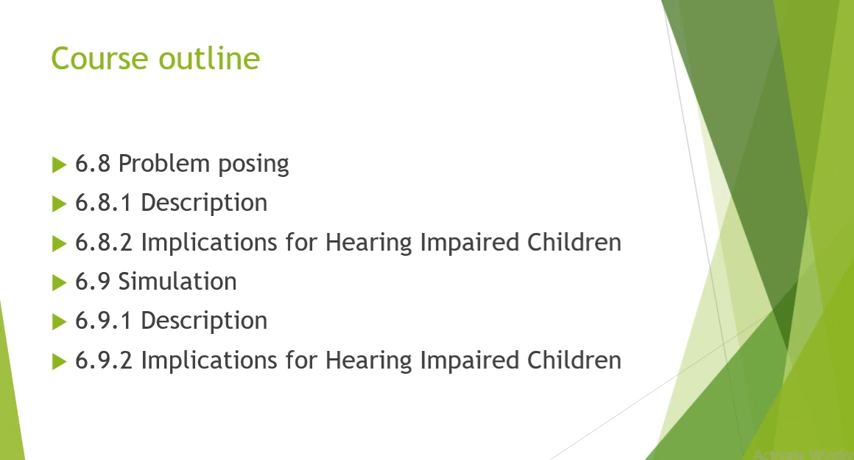 Course outline
6.8 Problem posing
6.8.1 Description
6.8.2 Implications for Hearing Impaired Children
6.9 Simulation
6.9.1 Description
6.9.2 Implications for Hearing Impaired Children